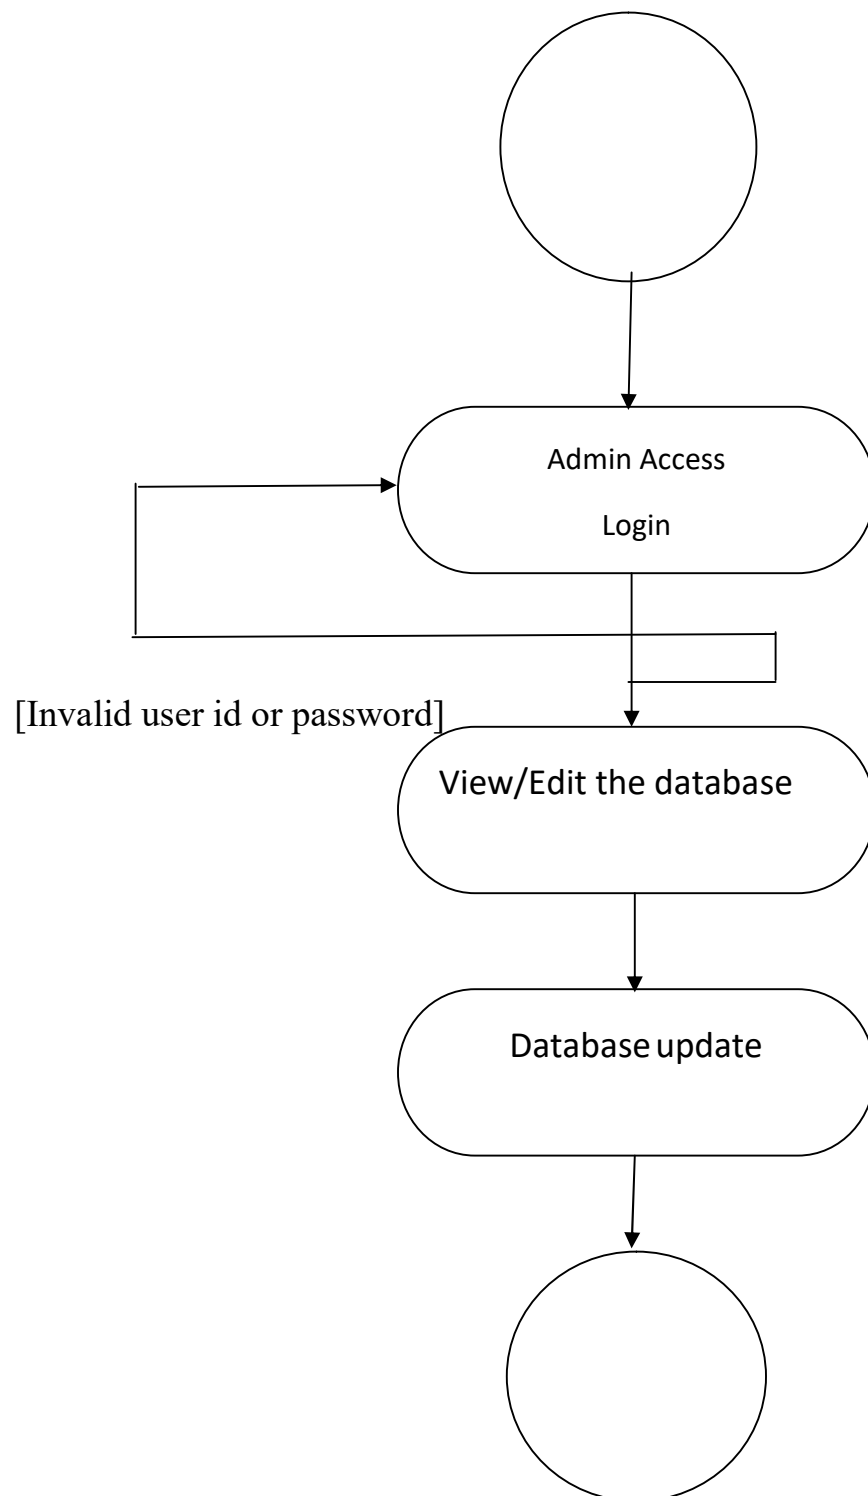 Admin Access
Login
[Invalid user id or password]
View/Edit the database
Database update